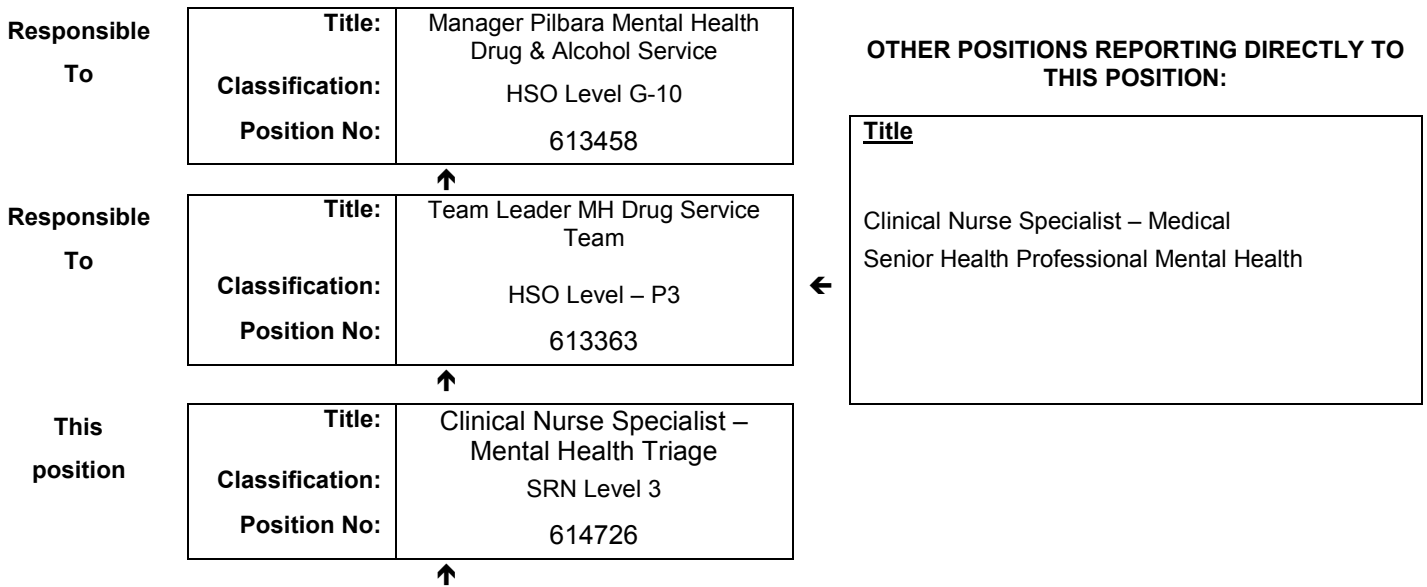 Responsible
To
Title:
Manager Pilbara Mental Health
Drug & Alcohol Service
Classification:
HSO Level G-10
Position No:
613458
OTHER POSITIONS REPORTING DIRECTLY TO
THIS POSITION:
Title
Clinical Nurse Specialist – Medical
Senior Health Professional Mental Health
Responsible
To
Title:
Team Leader MH Drug Service
Team
Classification:
HSO Level – P3
Position No:
613363
This
position
Title:
Clinical Nurse Specialist –
Mental Health Triage
Classification:
SRN Level 3
Position No:
614726